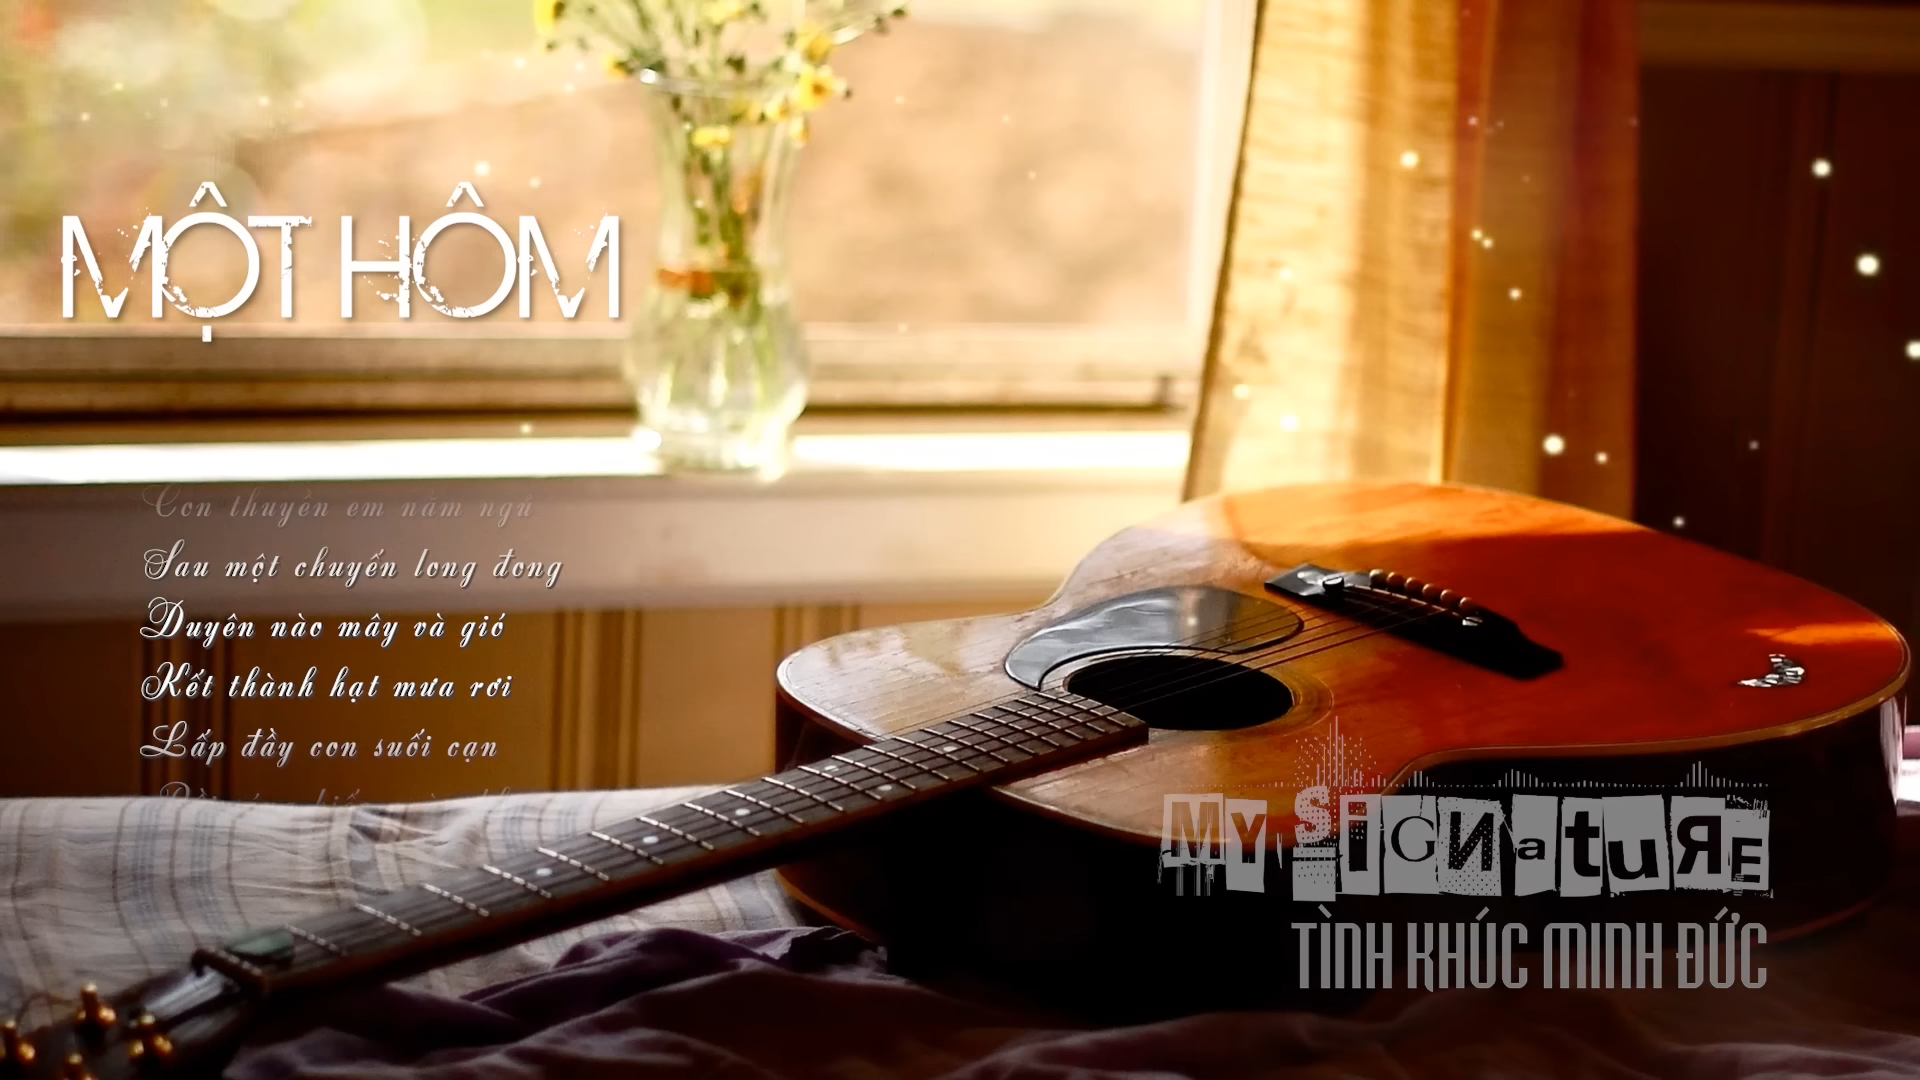 MỘT HÔM
Con thuyền em nằm ngủ
Sau một chuyến long đong
Duyên nào mây và gió
Kết thành hạt mưa rơi
Lấp đầy con suối cạn
My SIGNatuRE
TÌNH KHÚC MINH ĐỨC